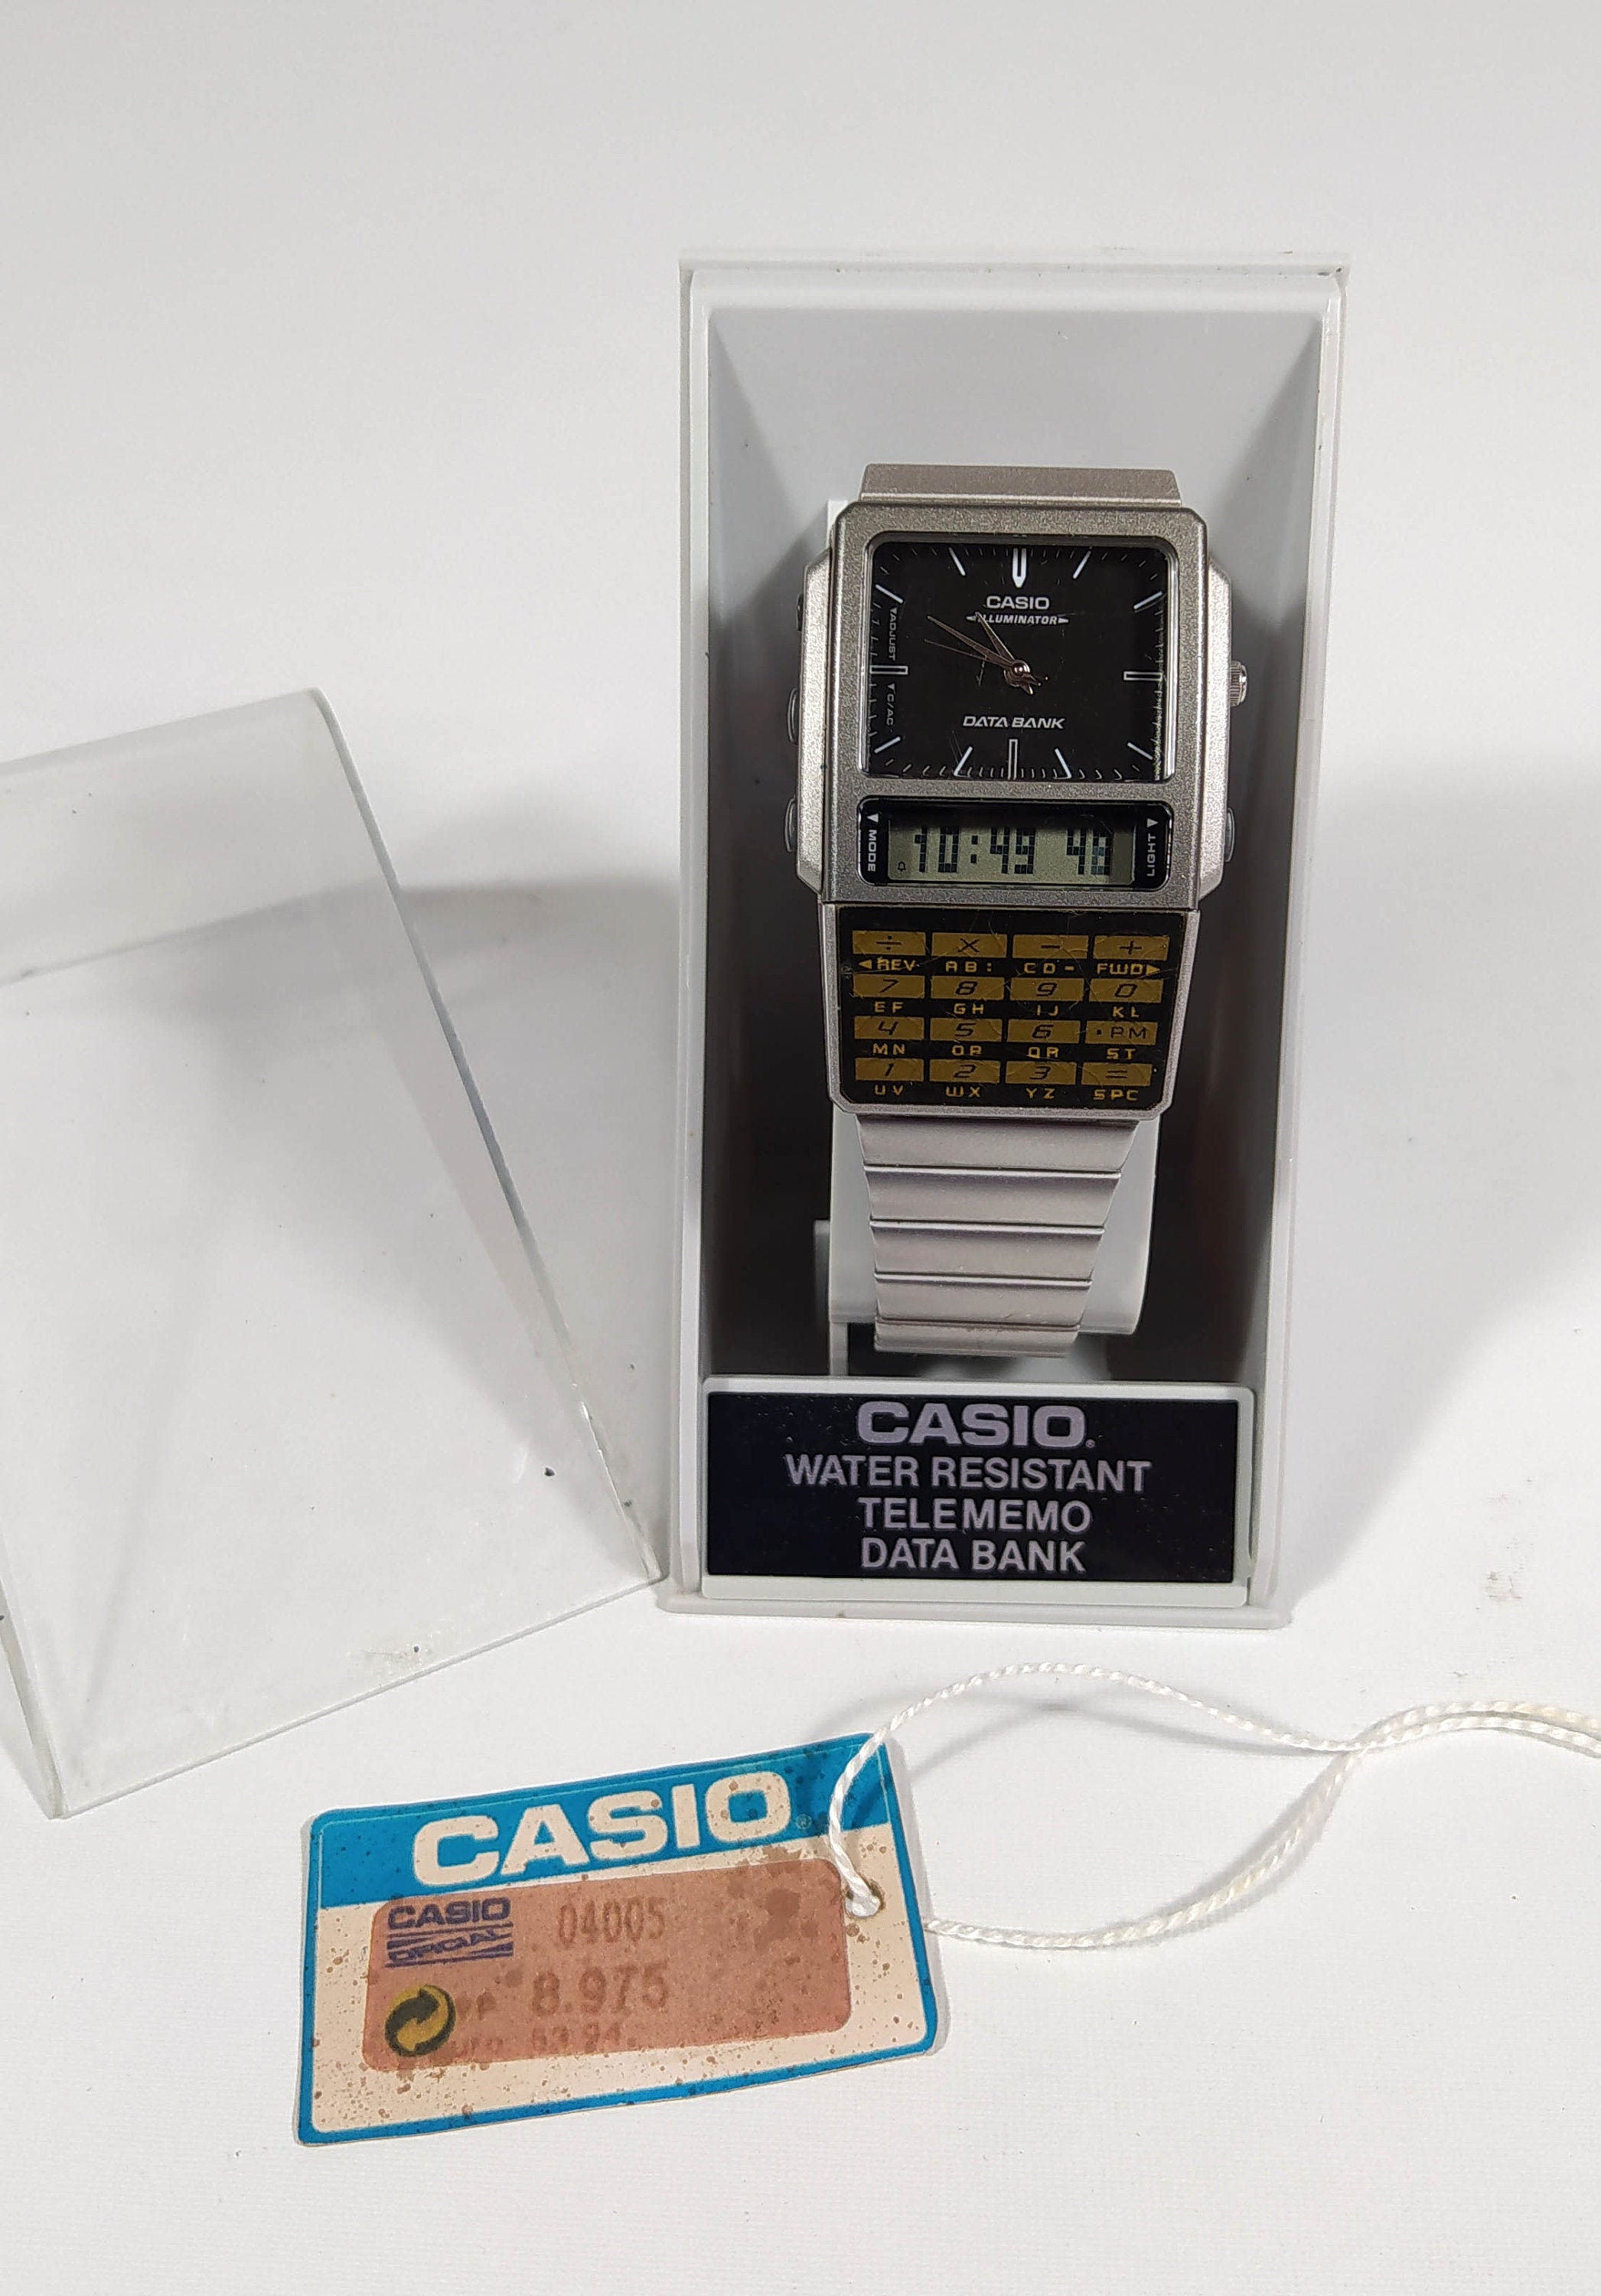 CASIO
ILLUMINATOR
▼ADJUST
▼C/AC
DATA BANK
▼MODE
10:49 48
LIGHT▼
÷ × - +
◀REV AB: CD- FWD▶
7 8 9 0
EF GH IJ KL
4 5 6 ·PM
MN OP QR ST
1 2 3 =
UV WX YZ SPC
CASIO®
WATER RESISTANT
TELEMEMO
DATA BANK
CASIO®
CASIO 04005
OFICIAL
8.975